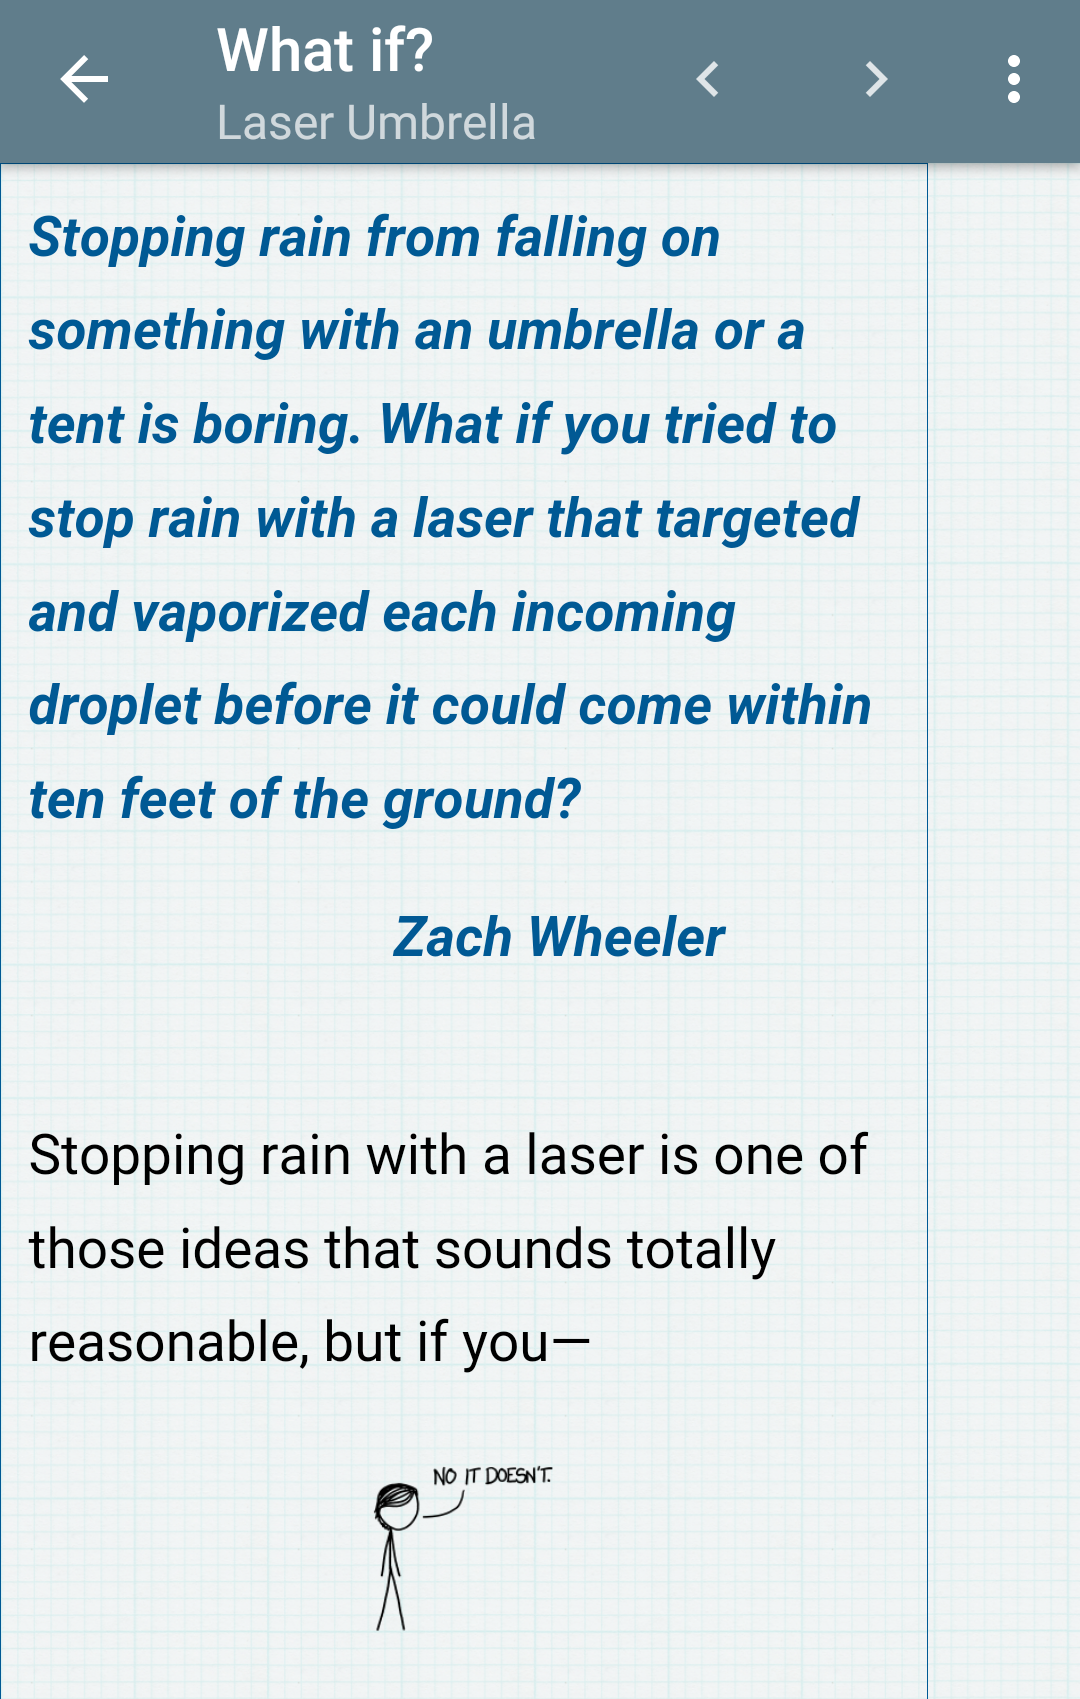 What if?
Laser Umbrella
Stopping rain from falling on
something with an umbrella or a
tent is boring. What if you tried to
stop rain with a laser that targeted
and vaporized each incoming
droplet before it could come within
ten feet of the ground?
Zach Wheeler
Stopping rain with a laser is one of
those ideas that sounds totally
reasonable, but if you—
NO IT DOESN'T.